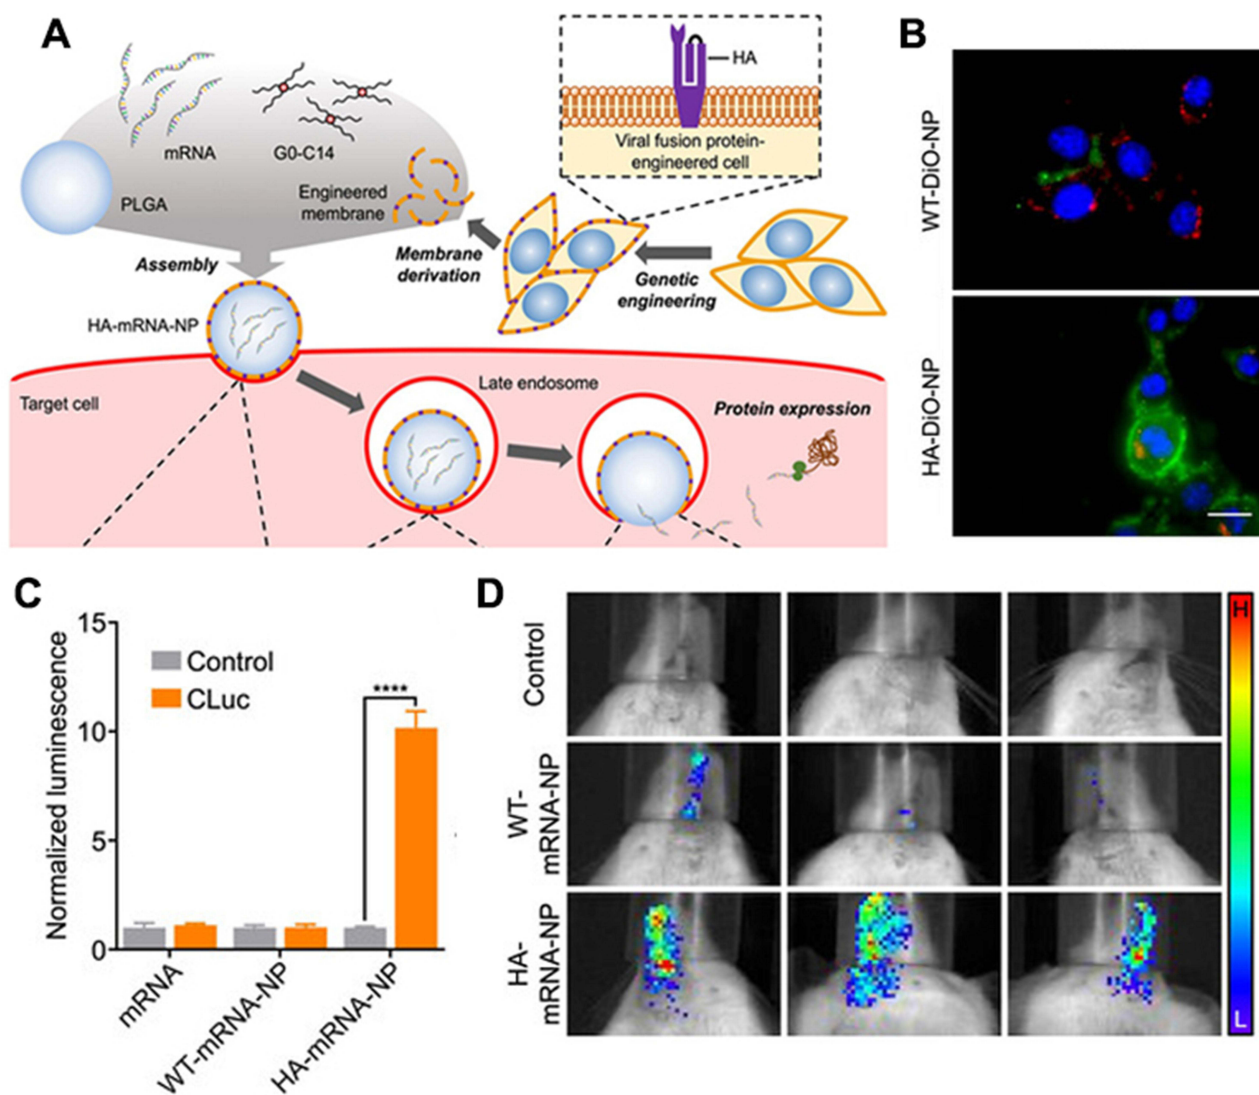 A
mRNA
G0-C14
PLGA
Engineered
membrane
HA
Viral fusion protein-
engineered cell
Assembly
Membrane
derivation
Genetic
engineering
HA-mRNA-NP
Target cell
Late endosome
Protein expression
B
WT-DiO-NP
HA-DiO-NP
C
Normalized luminescence
15
10
5
0
Control
CLuc
****
mRNA
WT-mRNA-NP
HA-mRNA-NP
D
Control
WT-
mRNA-NP
HA-
mRNA-NP
H
L